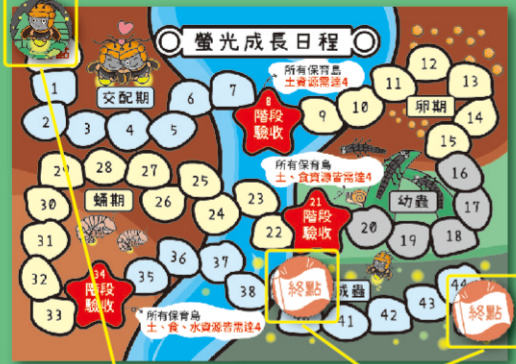 螢光成長日程
1
2
3
4
5
6
7
交配期
所有保育島
土資源需達4
8
階段
驗收
9
10
11
12
13
14
15
卵期
16
17
18
19
20
幼蟲
所有保育島
土、食資源皆需達4
21
階段
驗收
22
23
24
25
26
27
28
29
30
31
32
33
蛹期
34
階段
驗收
所有保育島
土、食、水資源皆需達4
35
36
37
38
終點
成蟲
41
42
43
44
終點